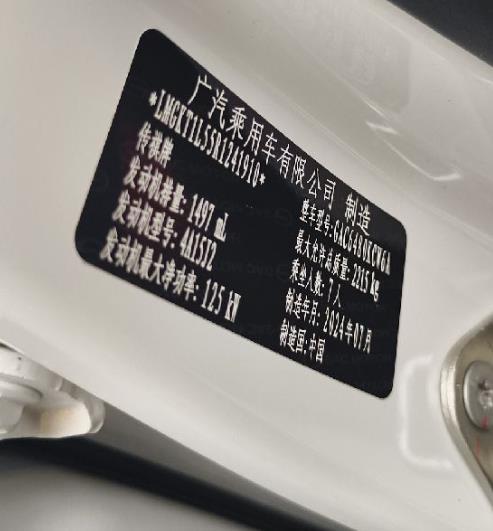 广汽乘用车有限公司 制造
*LMGKT1L55R1241910*
传祺牌
整车型号: GAC6480KCW6A
发动机排量: 1497 mL
最大允许总质量: 2215 kg
发动机型号: 4A15J2
乘坐人数: 7人
发动机最大净功率: 125 kW
制造年月: 2024年07月
制造国: 中国